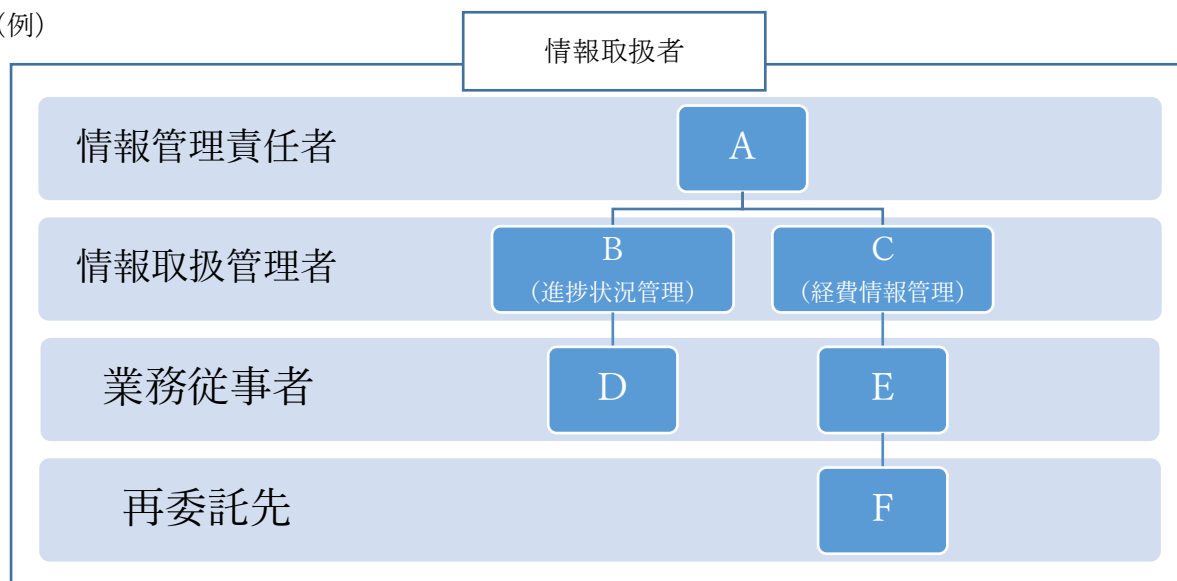 （例）
情報取扱者
情報管理責任者
A
情報取扱管理者
B
（進捗状況管理）
C
（経費情報管理）
業務従事者
D
E
再委託先
F